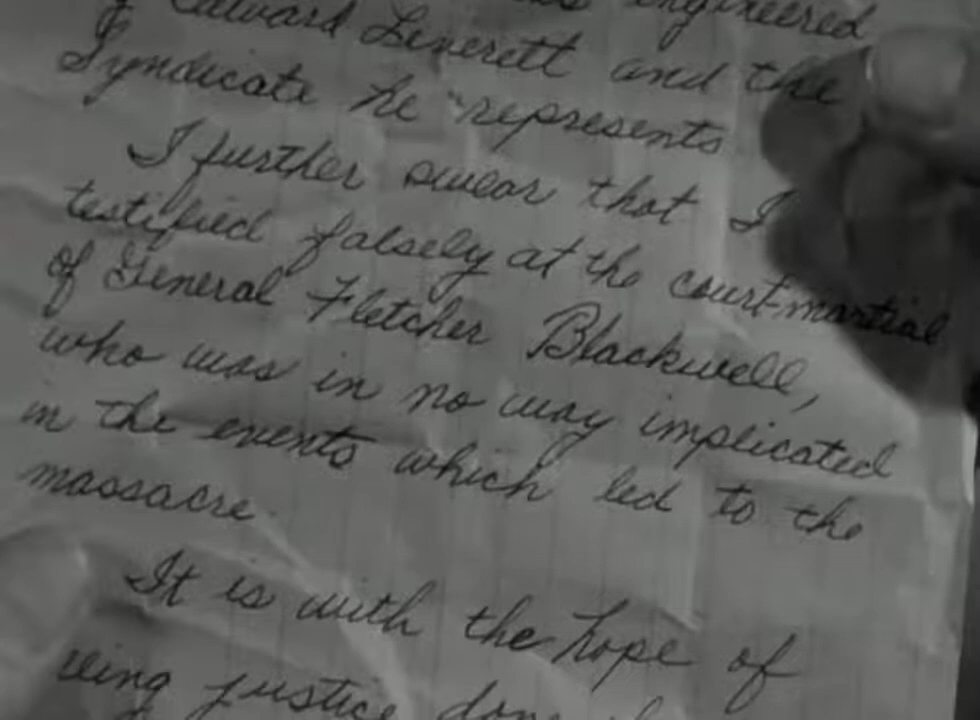 engineered
Edward Leverett and the
Syndicate he represents
I further swear that I
testified falsely at the court-martial
of General Fletcher Blackwell,
who was in no way implicated
in the events which led to the
massacre.
It is with the hope of
justice